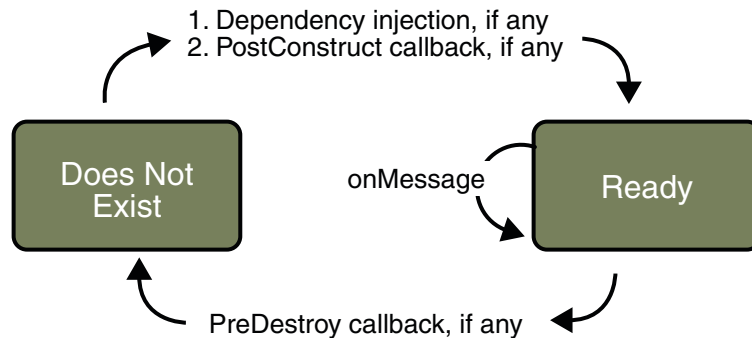 1. Dependency injection, if any
2. PostConstruct callback, if any
Does Not
Exist
onMessage
Ready
PreDestroy callback, if any